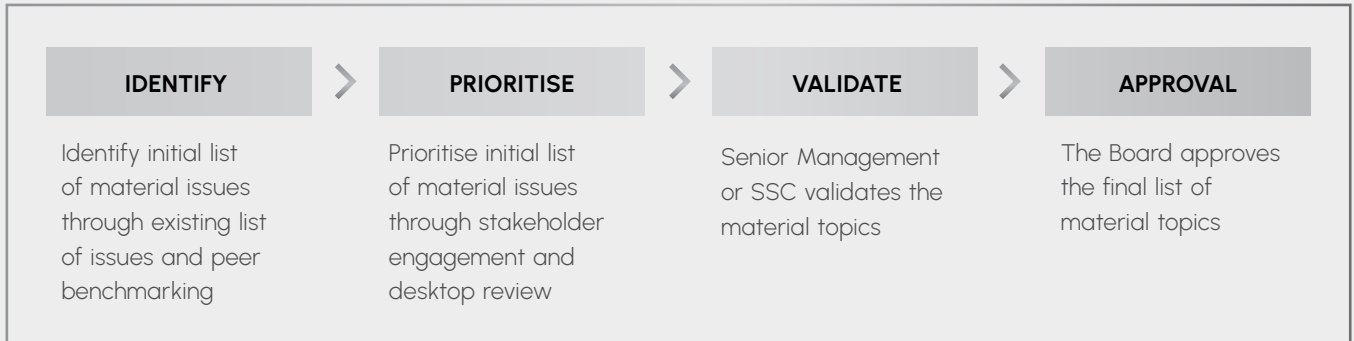 IDENTIFY
Identify initial list
of material issues
through existing list
of issues and peer
benchmarking
PRIORITISE
Prioritise initial list
of material issues
through stakeholder
engagement and
desktop review
VALIDATE
Senior Management
or SSC validates the
material topics
APPROVAL
The Board approves
the final list of
material topics